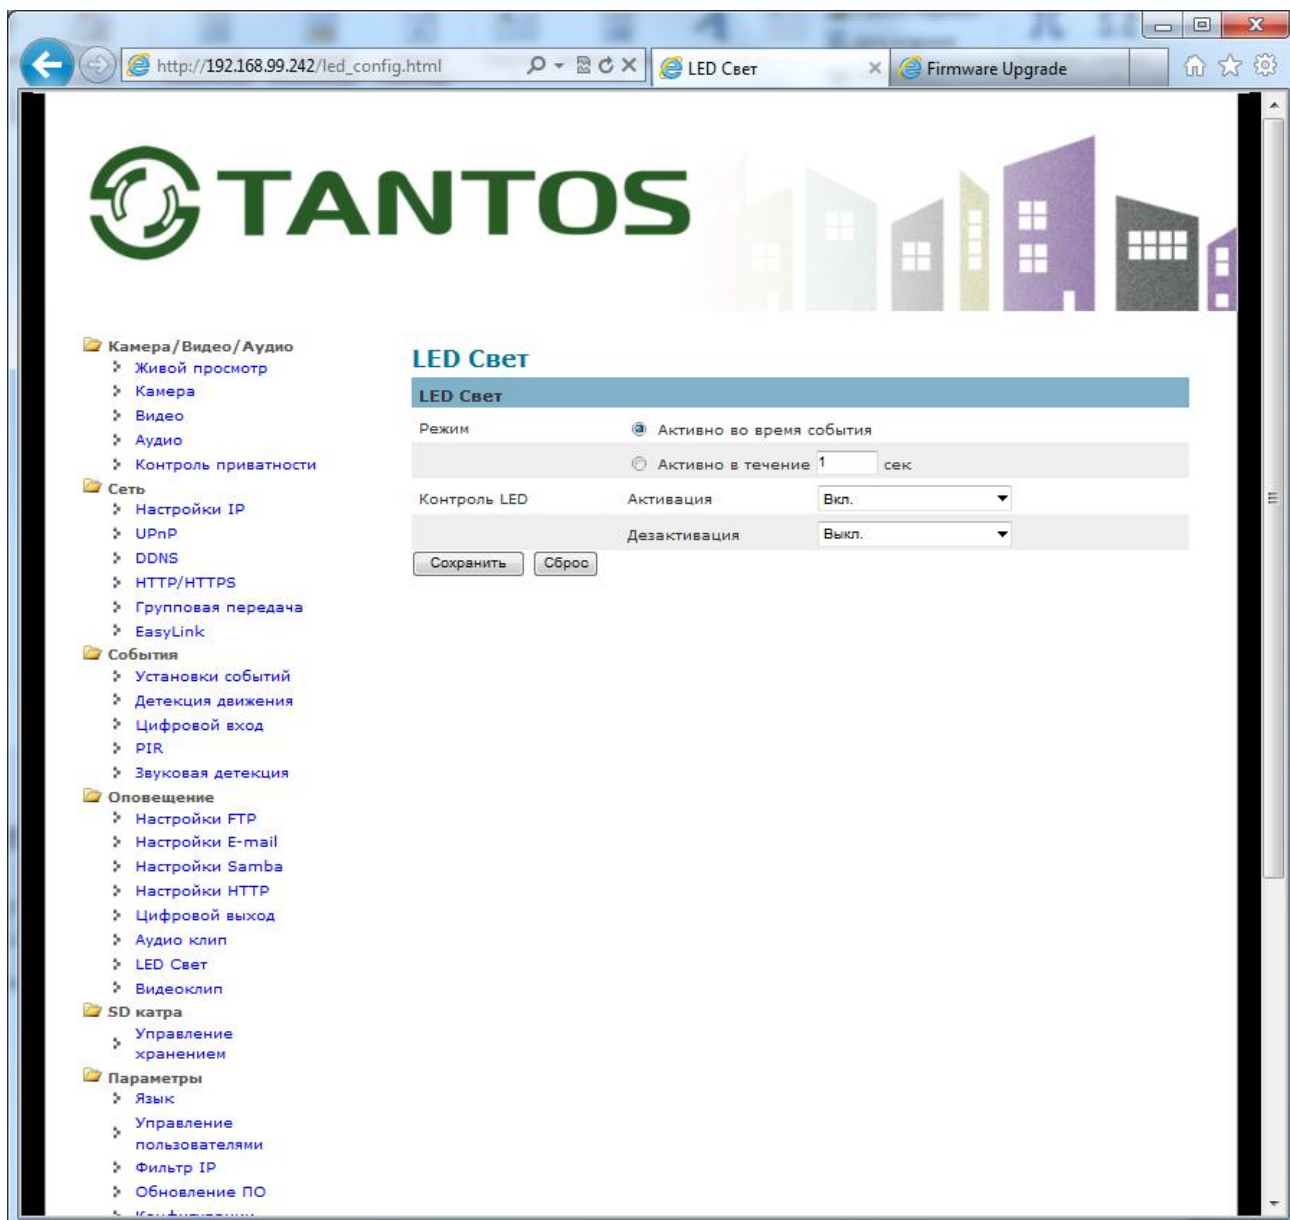 http://192.168.99.242/led_config.html
LED Свет
Firmware Upgrade
TANTOS
Камера/Видео/Аудио
Живой просмотр
Камера
Видео
Аудио
Контроль приватности
Сеть
Настройки IP
UPnP
DDNS
HTTP/HTTPS
Групповая передача
EasyLink
События
Установки событий
Детекция движения
Цифровой вход
PIR
Звуковая детекция
Оповещение
Настройки FTP
Настройки E-mail
Настройки Samba
Настройки HTTP
Цифровой выход
Аудио клип
LED Свет
Видеоклип
SD катра
Управление
хранением
Параметры
Язык
Управление
пользователями
Фильтр IP
Обновление ПО
LED Свет
LED Свет
Режим Активно во время события
Активно в течение 1 сек
Контроль LED Активация Вкл.
Дезактивация Выкл.
Сохранить Сброс